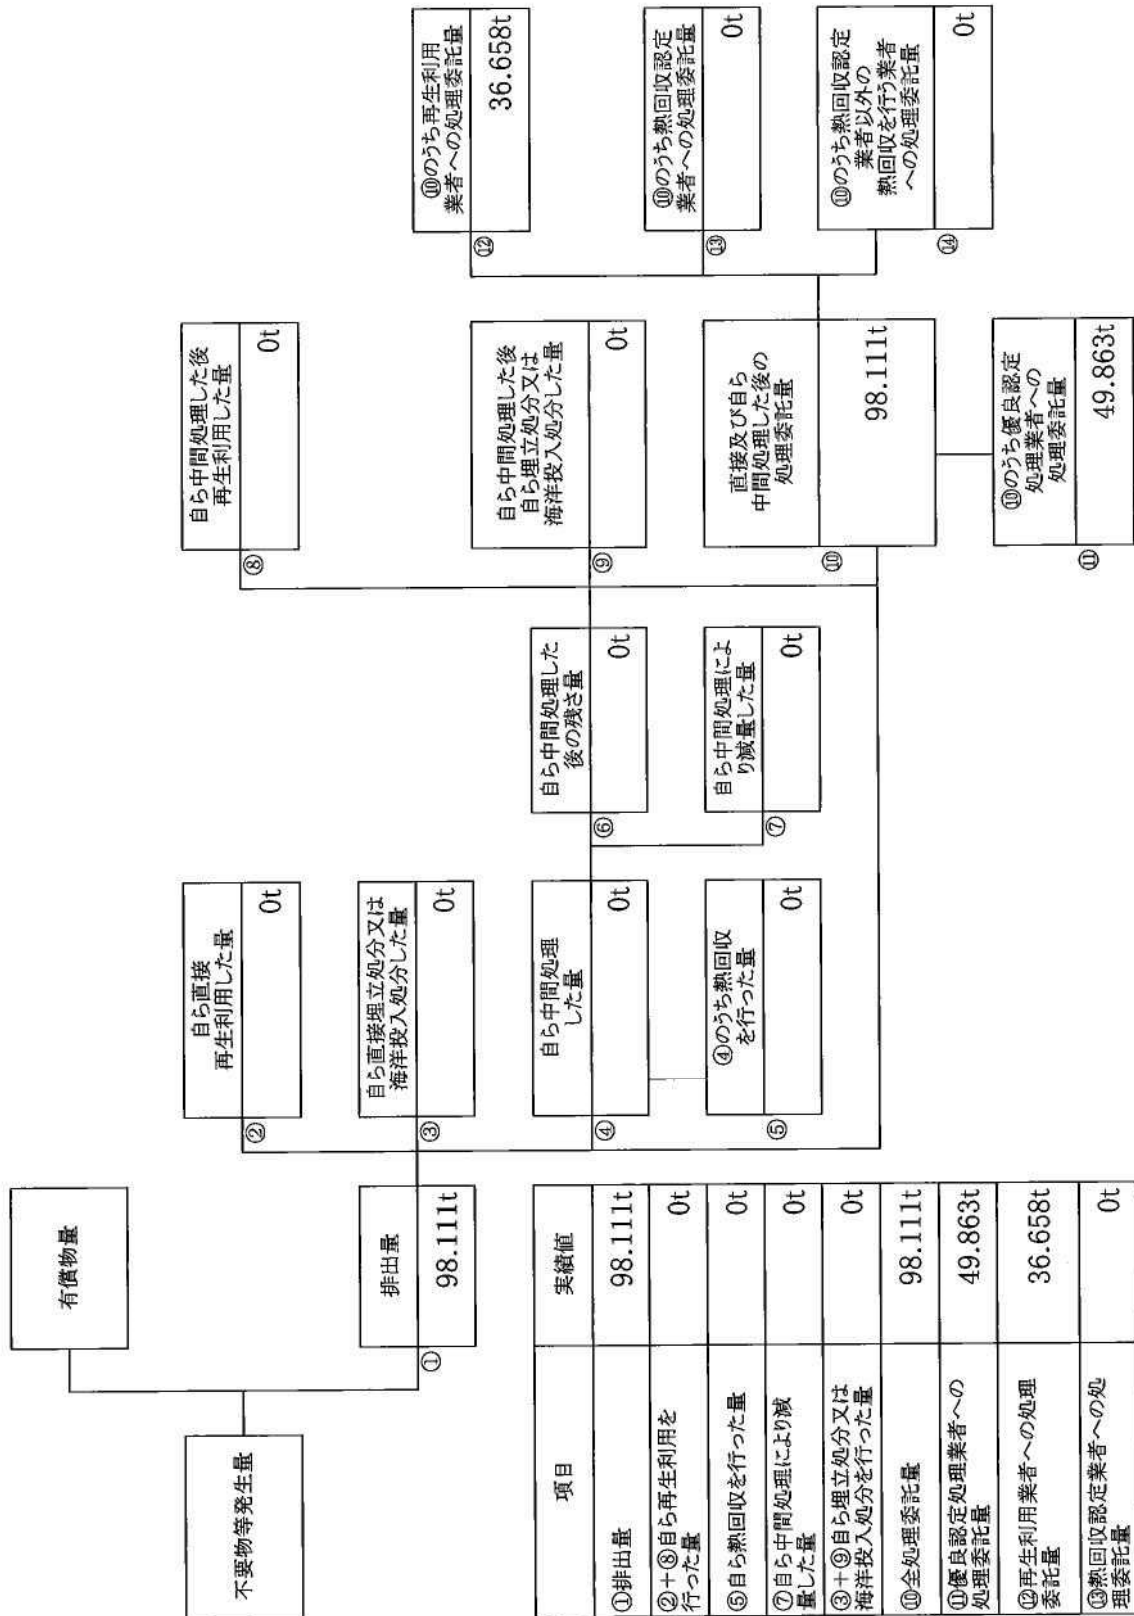 不要物等発生量
有償物量
①
排出量
98.111t
②
自ら直接
再生利用した量
0t
③
自ら直接埋立処分又は
海洋投入処分した量
0t
④
自ら中間処理
した量
0t
⑤
④のうち熱回収
を行った量
0t
⑥
自ら中間処理した
後の残さ量
0t
⑦
自ら中間処理によ
り減量した量
0t
⑧
自ら中間処理した後
再生利用した量
0t
⑨
自ら中間処理した後
自ら埋立処分又は
海洋投入処分した量
0t
⑩
直接及び自ら
中間処理した後の
処理委託量
98.111t
⑪
⑩のうち優良認定
処理業者への
処理委託量
49.863t
⑫
⑩のうち再生利用
業者への処理委託量
36.658t
⑬
⑩のうち熱回収認定
業者への処理委託量
0t
⑭
⑩のうち熱回収認定
業者以外の
熱回収を行う業者
への処理委託量
0t
項目 実績値
①排出量 98.111t
②+⑧自ら再生利用を
行った量 0t
⑤自ら熱回収を行った量 0t
⑦自ら中間処理により減
量した量 0t
③+⑨自ら埋立処分又は
海洋投入処分を行った量 0t
⑩全処理委託量 98.111t
⑪優良認定処理業者への
処理委託量 49.863t
⑫再生利用業者への処理
委託量 36.658t
⑬熱回収認定業者への処
理委託量 0t